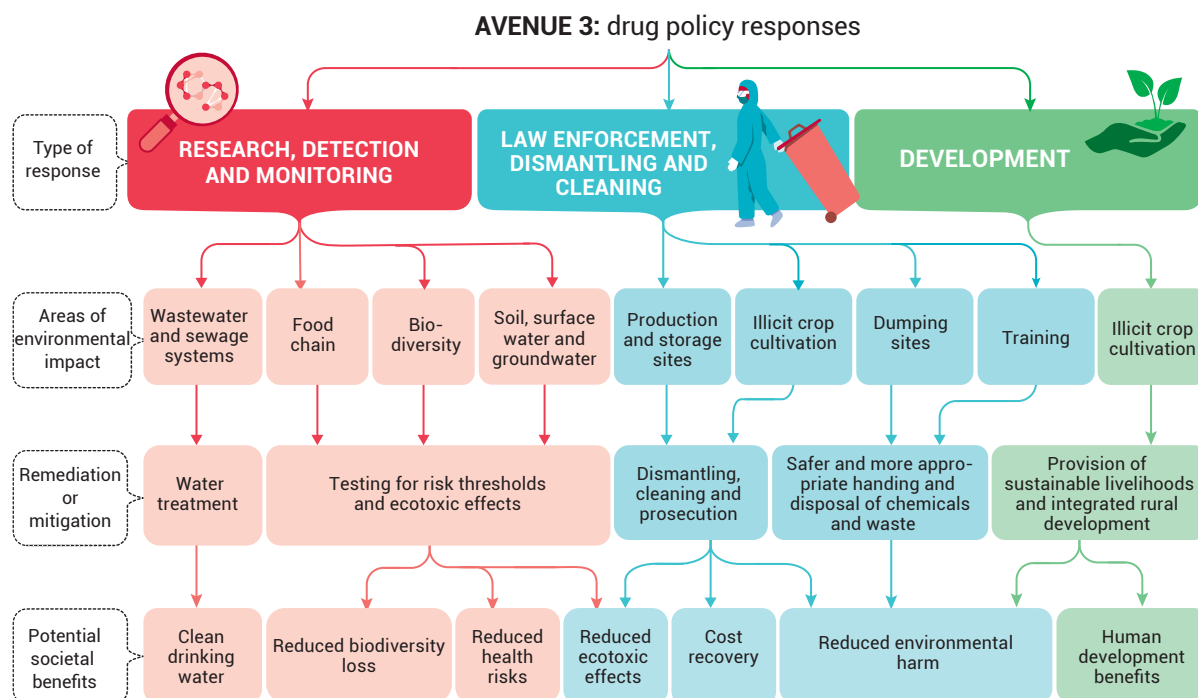 AVENUE 3: drug policy responses
Type of
response
RESEARCH, DETECTION
AND MONITORING
LAW ENFORCEMENT,
DISMANTLING AND
CLEANING
DEVELOPMENT
Areas of
environmental
impact
Wastewater
and sewage
systems
Food
chain
Bio-
diversity
Soil, surface
water and
groundwater
Production
and storage
sites
Illicit crop
cultivation
Dumping
sites
Training
Illicit crop
cultivation
Remediation
or
mitigation
Water
treatment
Testing for risk thresholds
and ecotoxic effects
Dismantling,
cleaning and
prosecution
Safer and more appro-
priate handing and
disposal of chemicals
and waste
Provision of
sustainable livelihoods
and integrated rural
development
Potential
societal
benefits
Clean
drinking
water
Reduced biodiversity
loss
Reduced
health
risks
Reduced
ecotoxic
effects
Cost
recovery
Reduced environmental
harm
Human
development
benefits